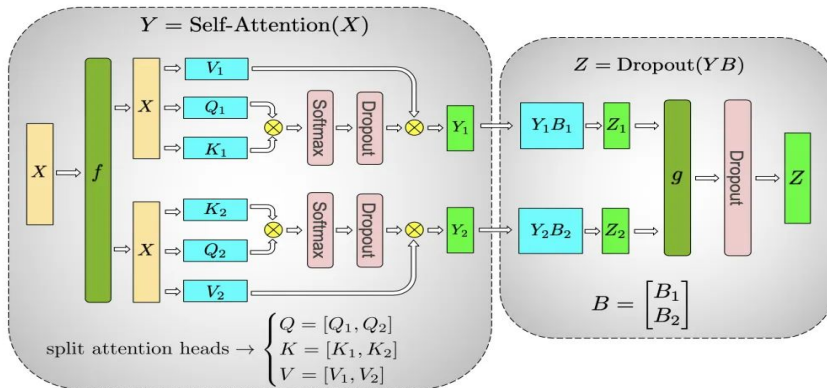 Y = Self-Attention(X)
X
f
X
V₁
Q₁
K₁
Softmax
Dropout
Y₁
X
K₂
Q₂
V₂
Softmax
Dropout
Y₂
split attention heads → { Q = [Q₁, Q₂]
K = [K₁, K₂]
V = [V₁, V₂]
Z = Dropout(YB)
Y₁B₁
Z₁
Y₂B₂
Z₂
g
Dropout
Z
B = [B₁
B₂]